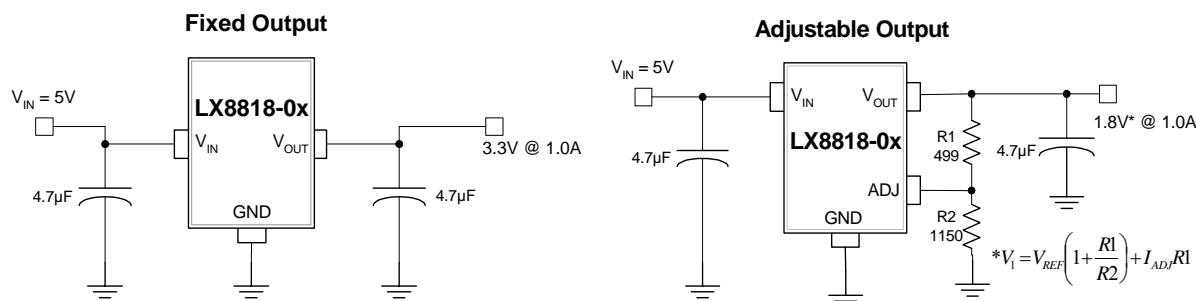 Fixed Output
V_IN = 5V
LX8818-0x
V_IN
V_OUT
3.3V @ 1.0A
4.7µF
4.7µF
GND
Adjustable Output
V_IN = 5V
V_IN
V_OUT
LX8818-0x
1.8V* @ 1.0A
R1
499
4.7µF
4.7µF
ADJ
R2
1150
GND
*V_1 = V_REF(1 + R1/R2) + I_ADJ R1